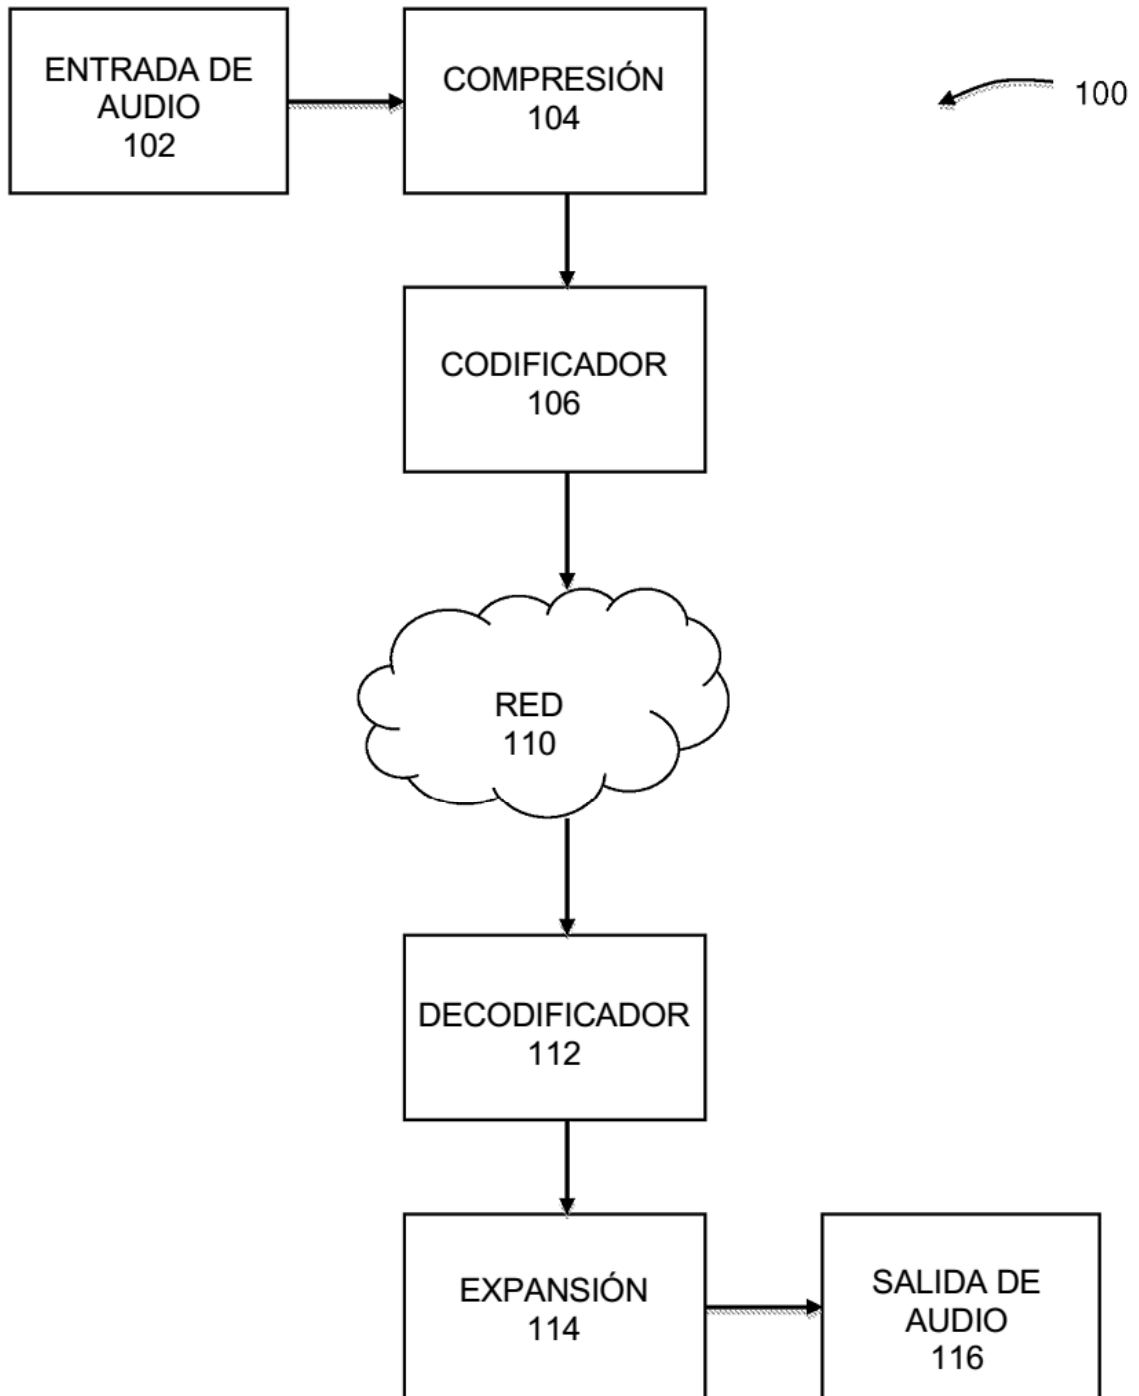 ENTRADA DE
AUDIO
102
COMPRESIÓN
104
100
CODIFICADOR
106
RED
110
DECODIFICADOR
112
EXPANSIÓN
114
SALIDA DE
AUDIO
116